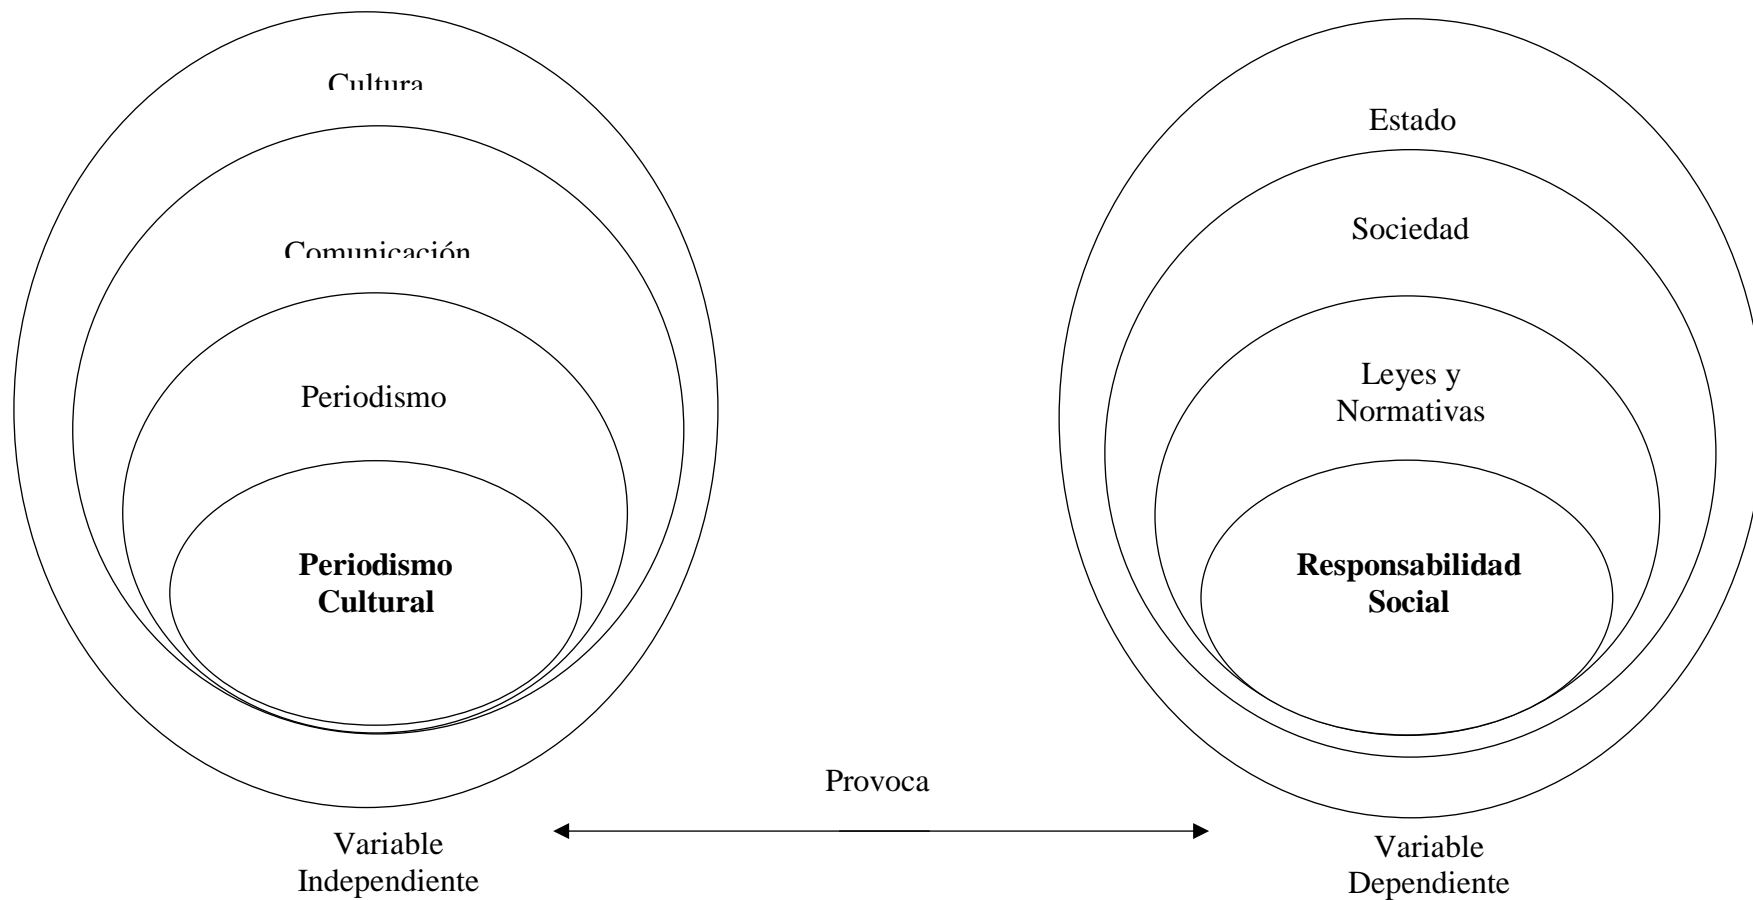 Cultura
Comunicación
Periodismo
Periodismo
Cultural
Estado
Sociedad
Leyes y
Normativas
Responsabilidad
Social
Provoca
Variable
Independiente
Variable
Dependiente